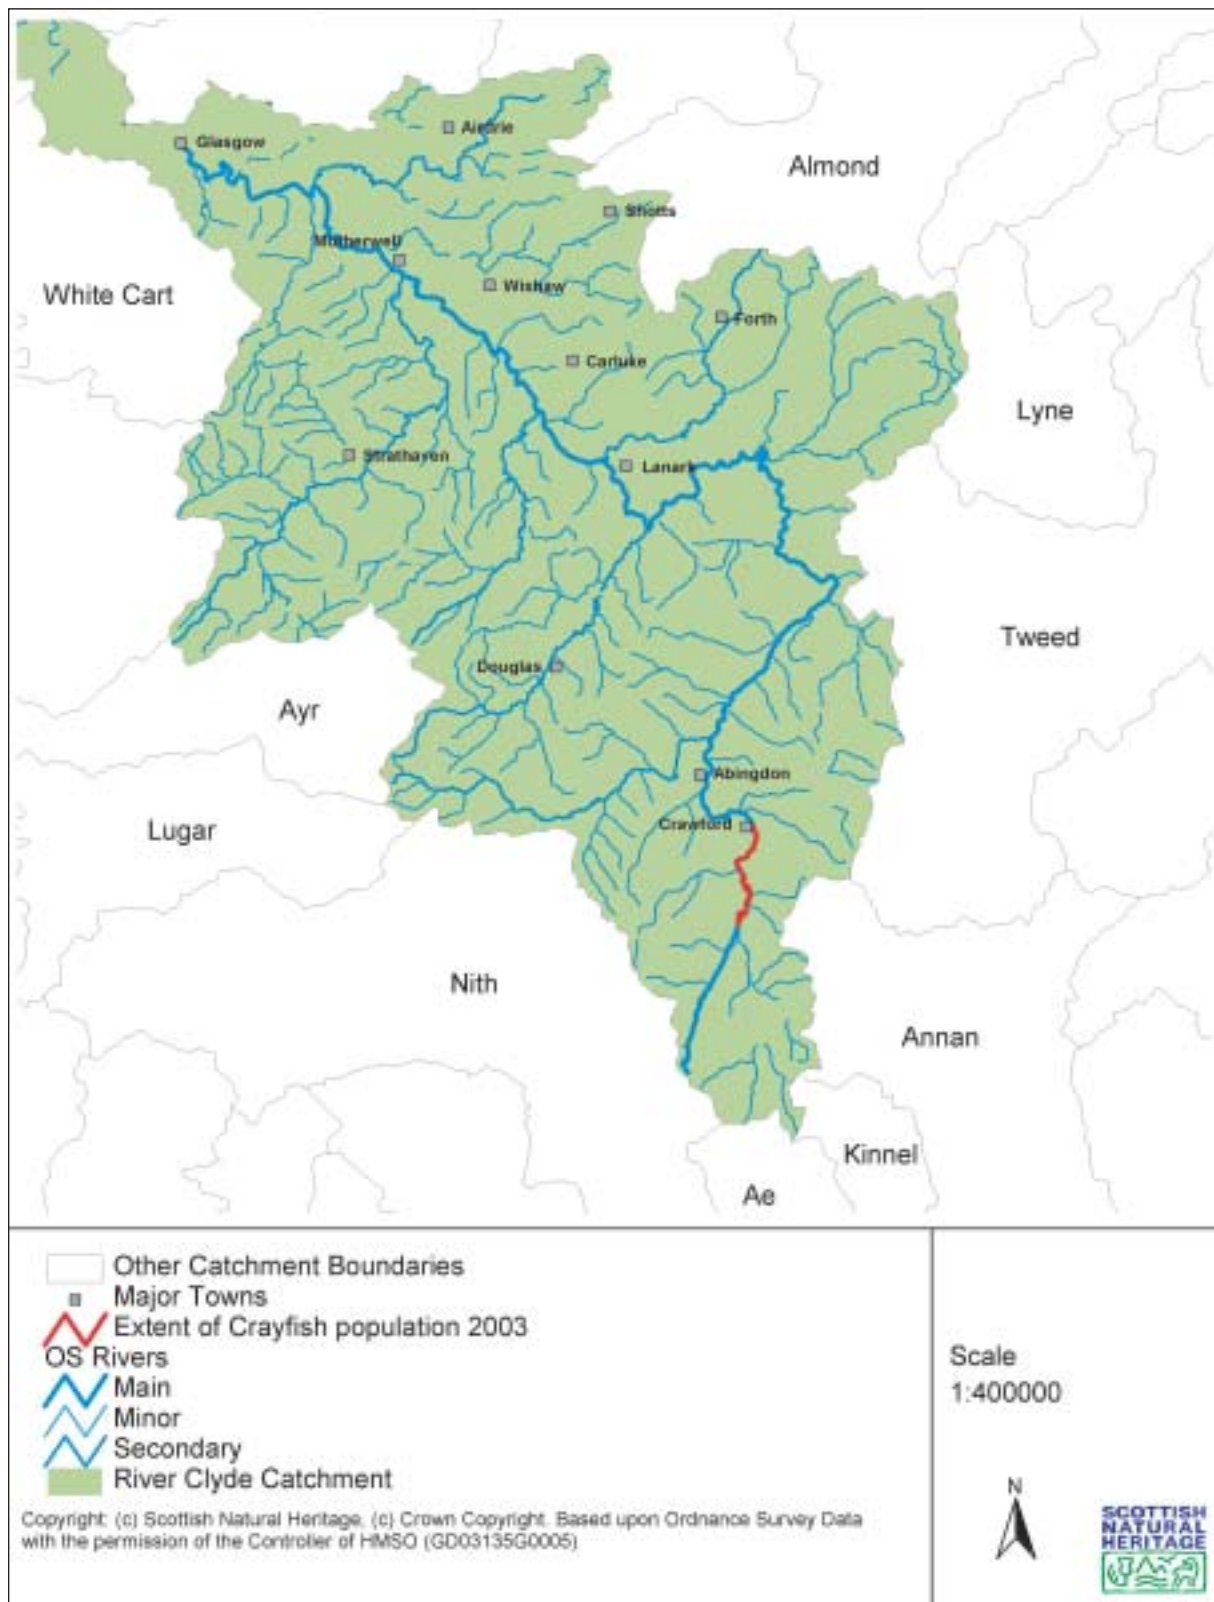 Glasgow
Airdrie
Almond
Shotts
Motherwell
White Cart
Wishaw
Forth
Carluke
Lyne
Strathaven
Lanark
Tweed
Douglas
Ayr
Abingdon
Crawford
Lugar
Nith
Annan
Kinnel
Ae
Other Catchment Boundaries
Major Towns
Extent of Crayfish population 2003
OS Rivers
Main
Minor
Secondary
River Clyde Catchment
Copyright: (c) Scottish Natural Heritage, (c) Crown Copyright. Based upon Ordnance Survey Data
with the permission of the Controller of HMSO (GD03135G0005)
Scale
1:400000
N
SCOTTISH
NATURAL
HERITAGE